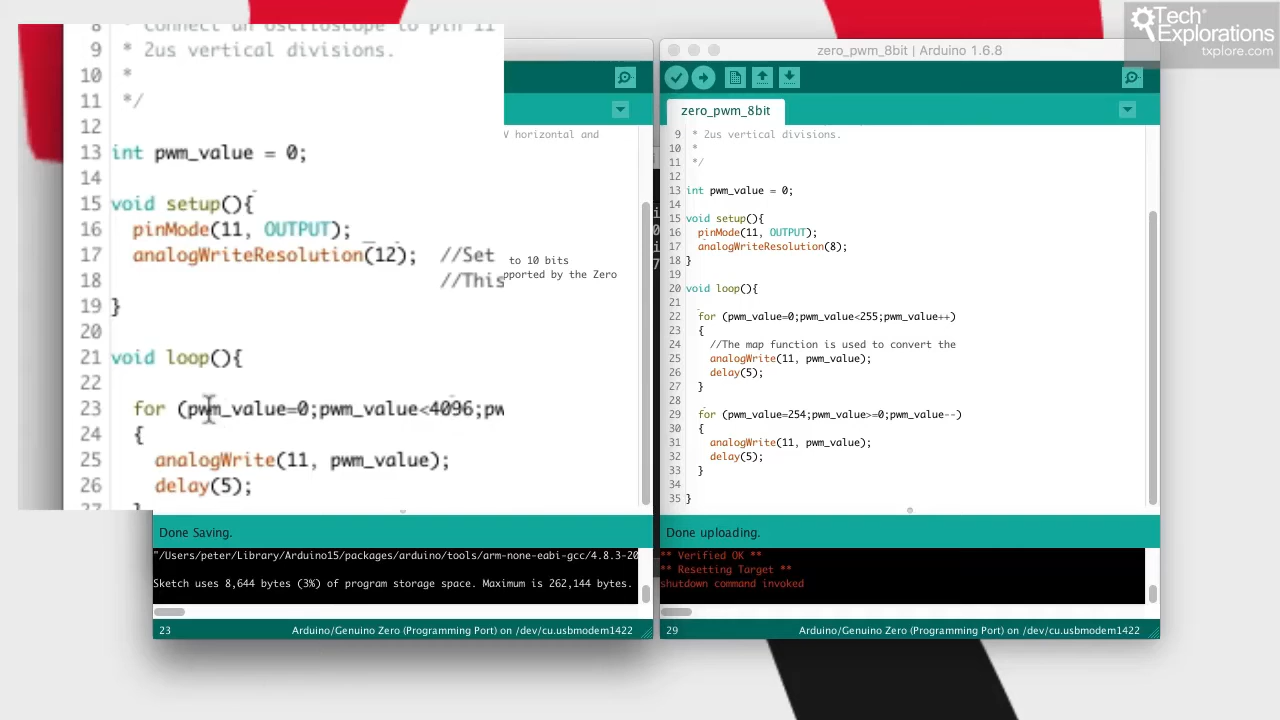 Tech
Explorations
txplore.com
8 * Connect an oscilloscope to pin 11
9 * 2us vertical divisions.
10 *
11 */
12
13 int pwm_value = 0;
14
15 void setup(){
16 pinMode(11, OUTPUT);
17 analogWriteResolution(12); //Set
18 //This
19 }
20
21 void loop(){
22
23 for (pwm_value=0;pwm_value<4096;pw
24 {
25 analogWrite(11, pwm_value);
26 delay(5);
27 }
V horizontal and
to 10 bits
pported by the Zero
Done Saving.
"/Users/peter/Library/Arduino15/packages/arduino/tools/arm-none-eabi-gcc/4.8.3-20
Sketch uses 8,644 bytes (3%) of program storage space. Maximum is 262,144 bytes.
23 Arduino/Genuino Zero (Programming Port) on /dev/cu.usbmodem1422
zero_pwm_8bit | Arduino 1.6.8
zero_pwm_8bit
9 * 2us vertical divisions.
10 *
11 */
12
13 int pwm_value = 0;
14
15 void setup(){
16 pinMode(11, OUTPUT);
17 analogWriteResolution(8);
18 }
19
20 void loop(){
21
22 for (pwm_value=0;pwm_value<255;pwm_value++)
23 {
24 //The map function is used to convert the
25 analogWrite(11, pwm_value);
26 delay(5);
27 }
28
29 for (pwm_value=254;pwm_value>=0;pwm_value--)
30 {
31 analogWrite(11, pwm_value);
32 delay(5);
33 }
34
35 }
Done uploading.
** Verified OK **
** Resetting Target **
shutdown command invoked
29 Arduino/Genuino Zero (Programming Port) on /dev/cu.usbmodem1422